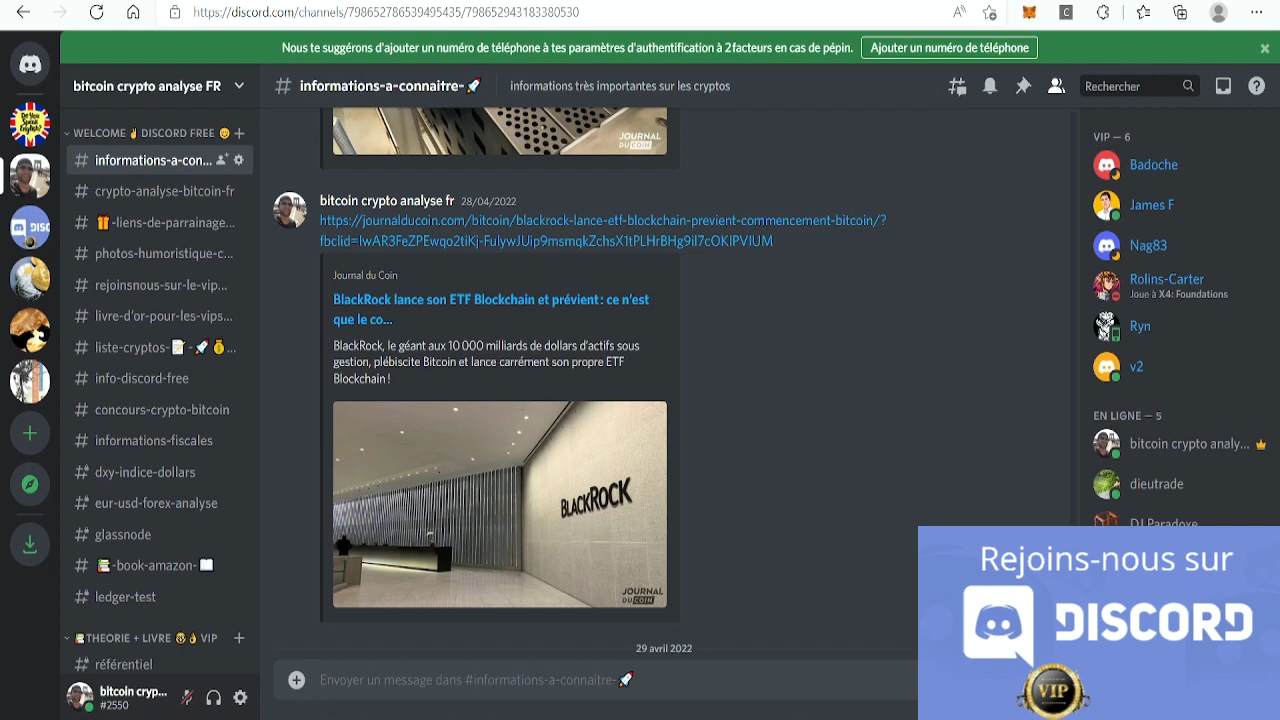 https://discord.com/channels/798652786539495435/798652943183380530
Nous te suggérons d'ajouter un numéro de téléphone à tes paramètres d'authentification à 2 facteurs en cas de pépin.
Ajouter un numéro de téléphone
bitcoin crypto analyse FR
informations-a-connaitre-🚀
informations très importantes sur les cryptos
Rechercher
WELCOME ✌ DISCORD FREE 😀
informations-a-con...
crypto-analyse-bitcoin-fr
🎁-liens-de-parrainage...
photos-humoristique-c...
rejoinsnous-sur-le-vip...
livre-d'or-pour-les-vips...
liste-cryptos-📝-🚀💰...
info-discord-free
concours-crypto-bitcoin
informations-fiscales
dxy-indice-dollars
eur-usd-forex-analyse
glassnode
📚-book-amazon-📖
ledger-test
📚THEORIE + LIVRE 🤓👌 VIP
référentiel
bitcoin cryp...
#2550
JOURNAL
DU COIN
bitcoin crypto analyse fr 28/04/2022
https://journalducoin.com/bitcoin/blackrock-lance-etf-blockchain-previent-commencement-bitcoin/?
Journal du Coin
BlackRock lance son ETF Blockchain et prévient : ce n'est
que le co...
BlackRock, le géant aux 10 000 milliards de dollars d'actifs sous
gestion, plébiscite Bitcoin et lance carrément son propre ETF
Blockchain !
BLACKROCK
JOURNAL
DU COIN
29 avril 2022
Envoyer un message dans #informations-a-connaitre-🚀
VIP — 6
Badoche
James F
Nag83
Rolins-Carter
Joue à X4: Foundations
Ryn
v2
EN LIGNE — 5
bitcoin crypto analy...
dieutrade
DJ Paradoxe
Rejoins-nous sur
DISCORD
VIP